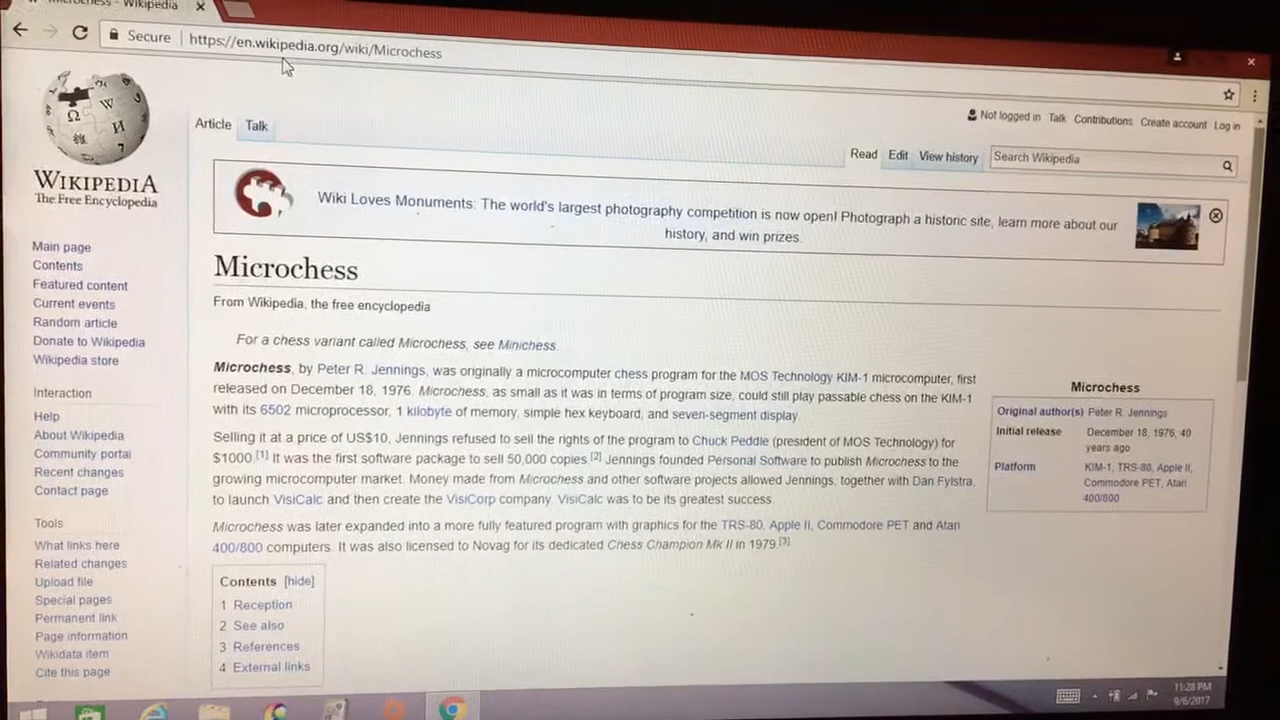 Microchess - Wikipedia
Secure https://en.wikipedia.org/wiki/Microchess
Not logged in Talk Contributions Create account Log in
Article Talk
Read Edit View history Search Wikipedia
WIKIPEDIA
The Free Encyclopedia
Wiki Loves Monuments: The world's largest photography competition is now open! Photograph a historic site, learn more about our
history, and win prizes.
Main page
Contents
Featured content
Current events
Random article
Donate to Wikipedia
Wikipedia store
Interaction
Help
About Wikipedia
Community portal
Recent changes
Contact page
Tools
What links here
Related changes
Upload file
Special pages
Permanent link
Page information
Wikidata item
Cite this page
Microchess
From Wikipedia, the free encyclopedia
For a chess variant called Microchess, see Minichess.
Microchess, by Peter R. Jennings, was originally a microcomputer chess program for the MOS Technology KIM-1 microcomputer, first
released on December 18, 1976. Microchess, as small as it was in terms of program size, could still play passable chess on the KIM-1
with its 6502 microprocessor, 1 kilobyte of memory, simple hex keyboard, and seven-segment display.
Selling it at a price of US$10, Jennings refused to sell the rights of the program to Chuck Peddle (president of MOS Technology) for
$1000.[1] It was the first software package to sell 50,000 copies.[2] Jennings founded Personal Software to publish Microchess to the
growing microcomputer market. Money made from Microchess and other software projects allowed Jennings, together with Dan Fylstra,
to launch VisiCalc and then create the VisiCorp company. VisiCalc was to be its greatest success.
Microchess was later expanded into a more fully featured program with graphics for the TRS-80, Apple II, Commodore PET and Atari
400/800 computers. It was also licensed to Novag for its dedicated Chess Champion Mk II in 1979.[3]
Microchess
Original author(s) Peter R. Jennings
Initial release December 18, 1976, 40
years ago
Platform KIM-1, TRS-80, Apple II,
Commodore PET, Atari
400/800
Contents [hide]
1 Reception
2 See also
3 References
4 External links
11:28 PM
9/6/2017